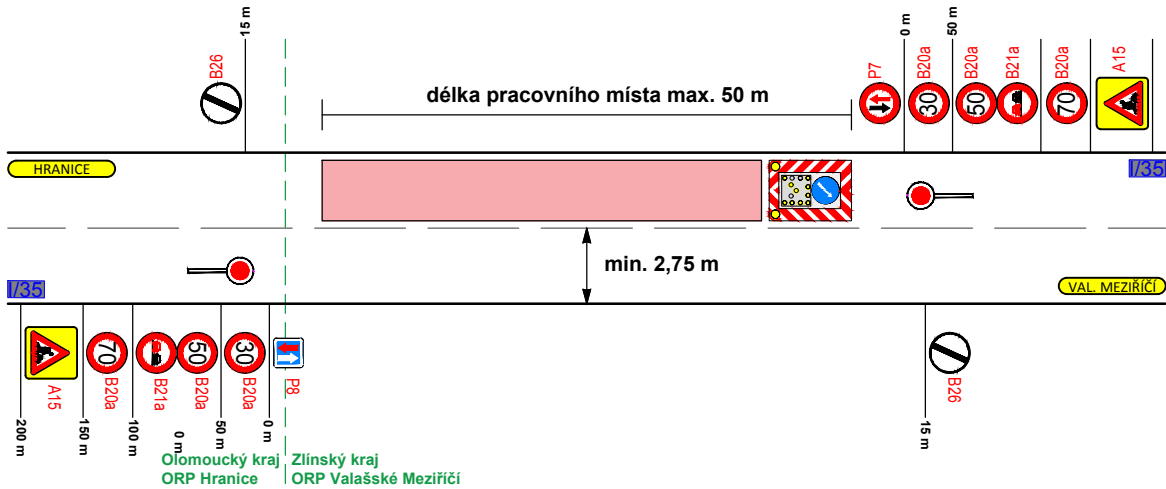 B26
15 m
P7
0 m
B20a
30
50 m
B20a
50
B21a
B20a
70
A15
délka pracovního místa max. 50 m
HRANICE
I/35
min. 2,75 m
I/35
VAL. MEZIŘÍČÍ
200 m
A15
150 m
70
B20a
100 m
B21a
0 m
50
B20a
50 m
30
B20a
0 m
P8
15 m
B26
Olomoucký kraj
Zlínský kraj
ORP Hranice
ORP Valašské Meziříčí